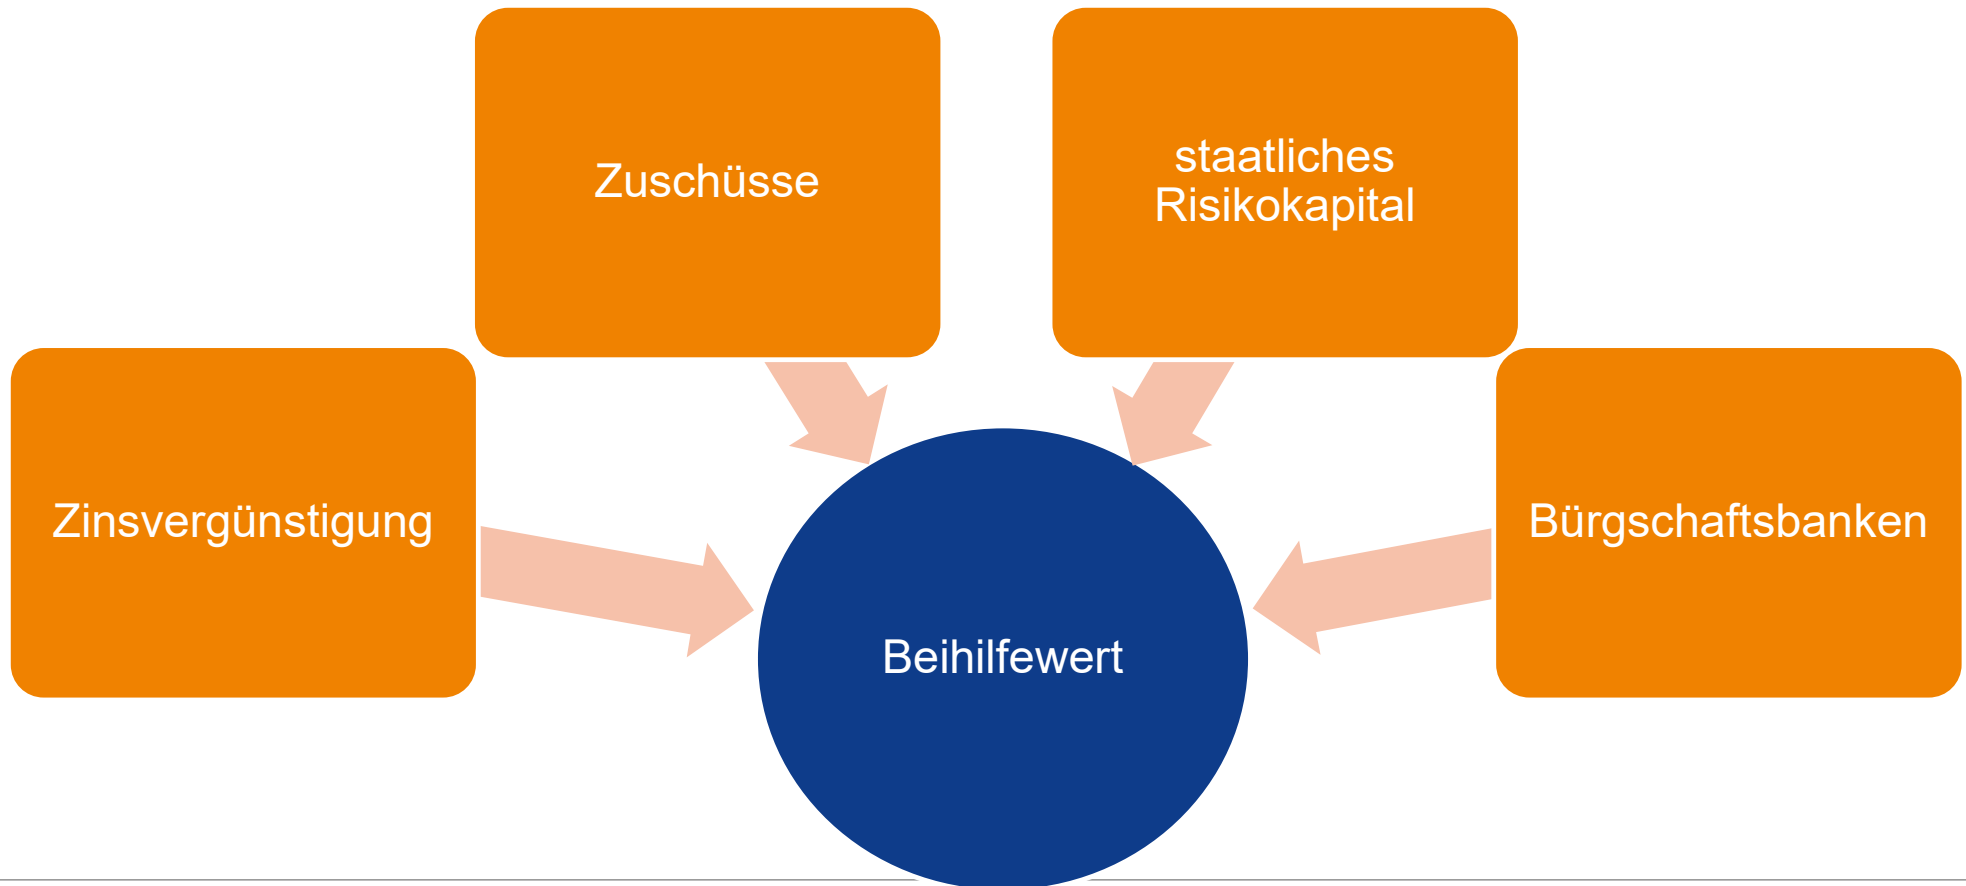 Zuschüsse
staatliches
Risikokapital
Zinsvergünstigung
Bürgschaftsbanken
Beihilfewert